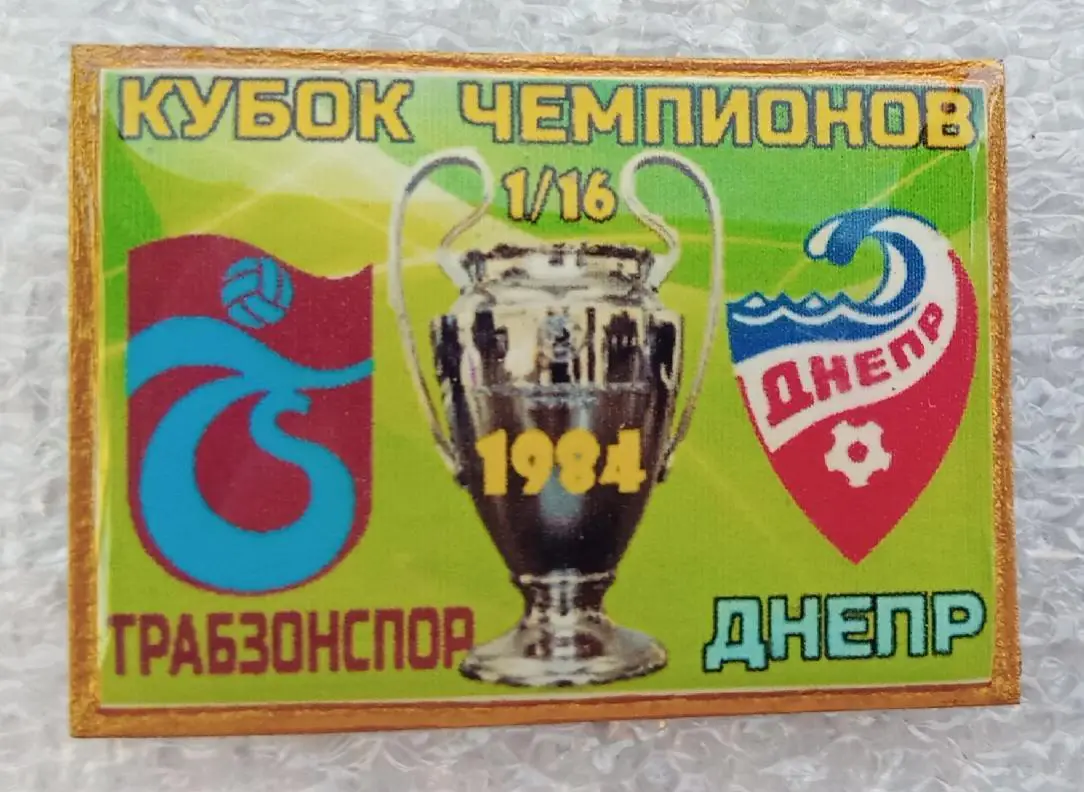 КУБОК ЧЕМПИОНОВ
1/16
ДНЕПР
1984
ТРАБЗОНСПОР
ДНЕПР